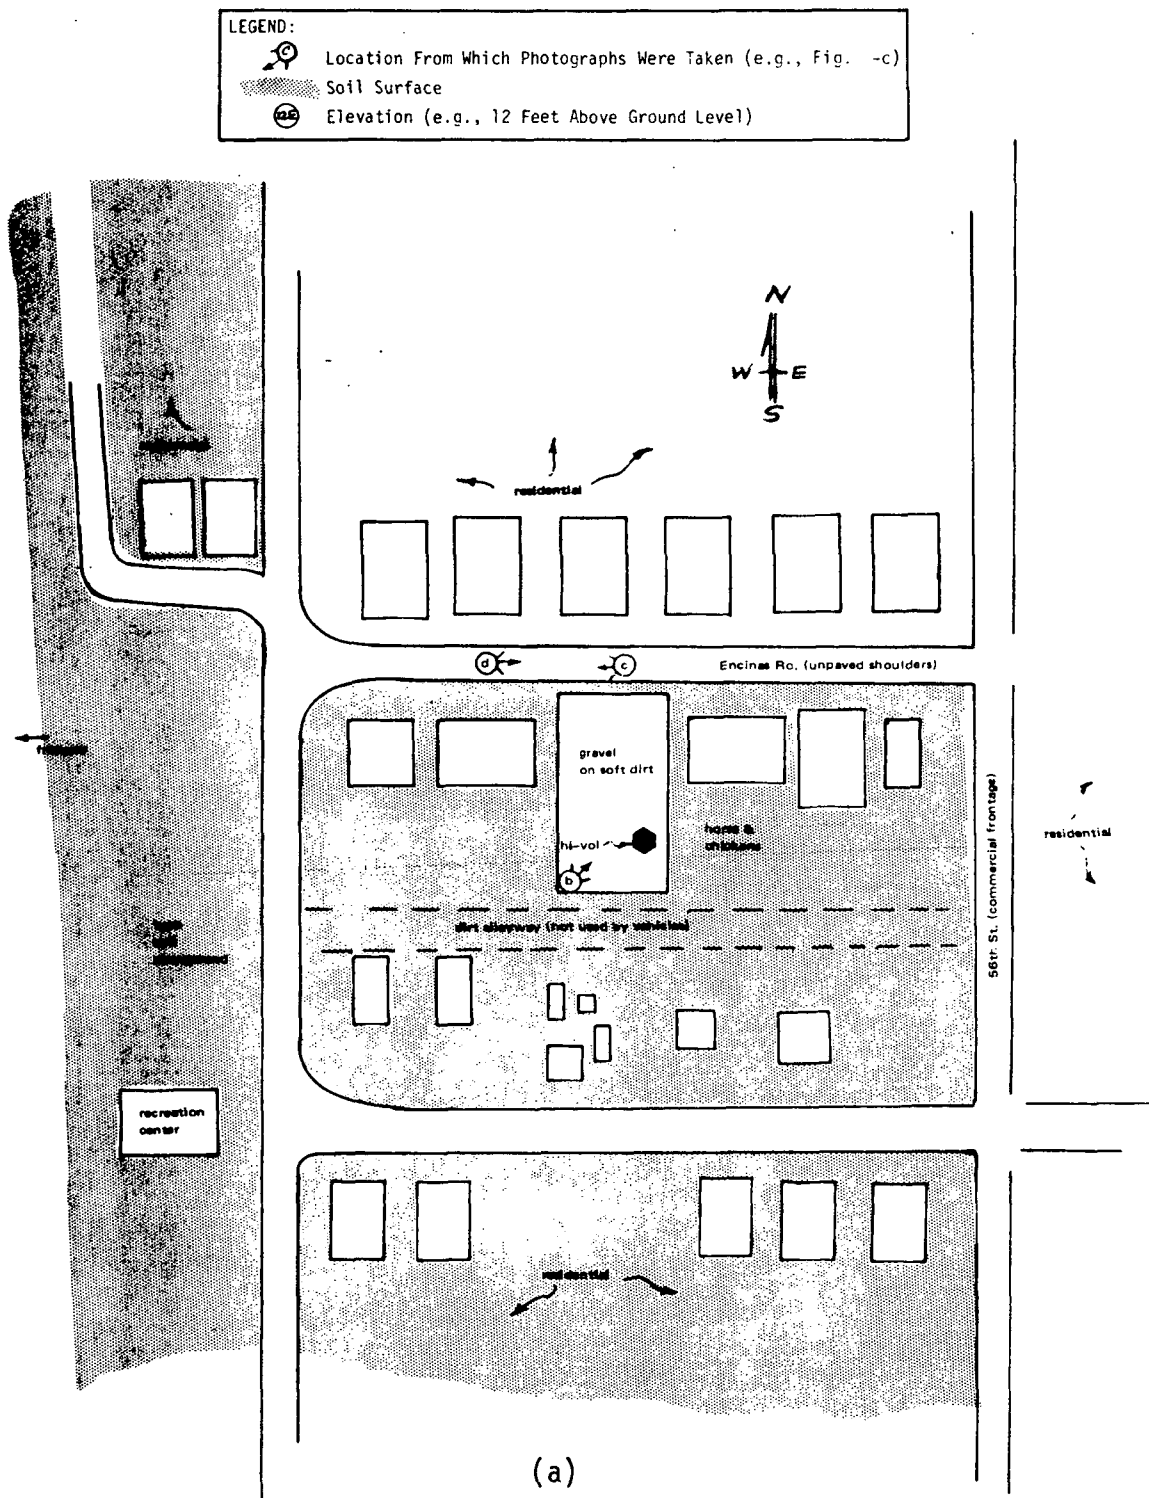 LEGEND:
C
Location From Which Photographs Were Taken (e.g., Fig. -c)
Soil Surface
12E
Elevation (e.g., 12 Feet Above Ground Level)
N
W E
S
residential
d
c
Encinas Rd. (unpaved shoulders)
gravel
on soft dirt
hi-vol
b
horse &
chickens
56th St. (commercial frontage)
residential
dirt alleyway (not used by vehicles)
recreation
center
residential
(a)